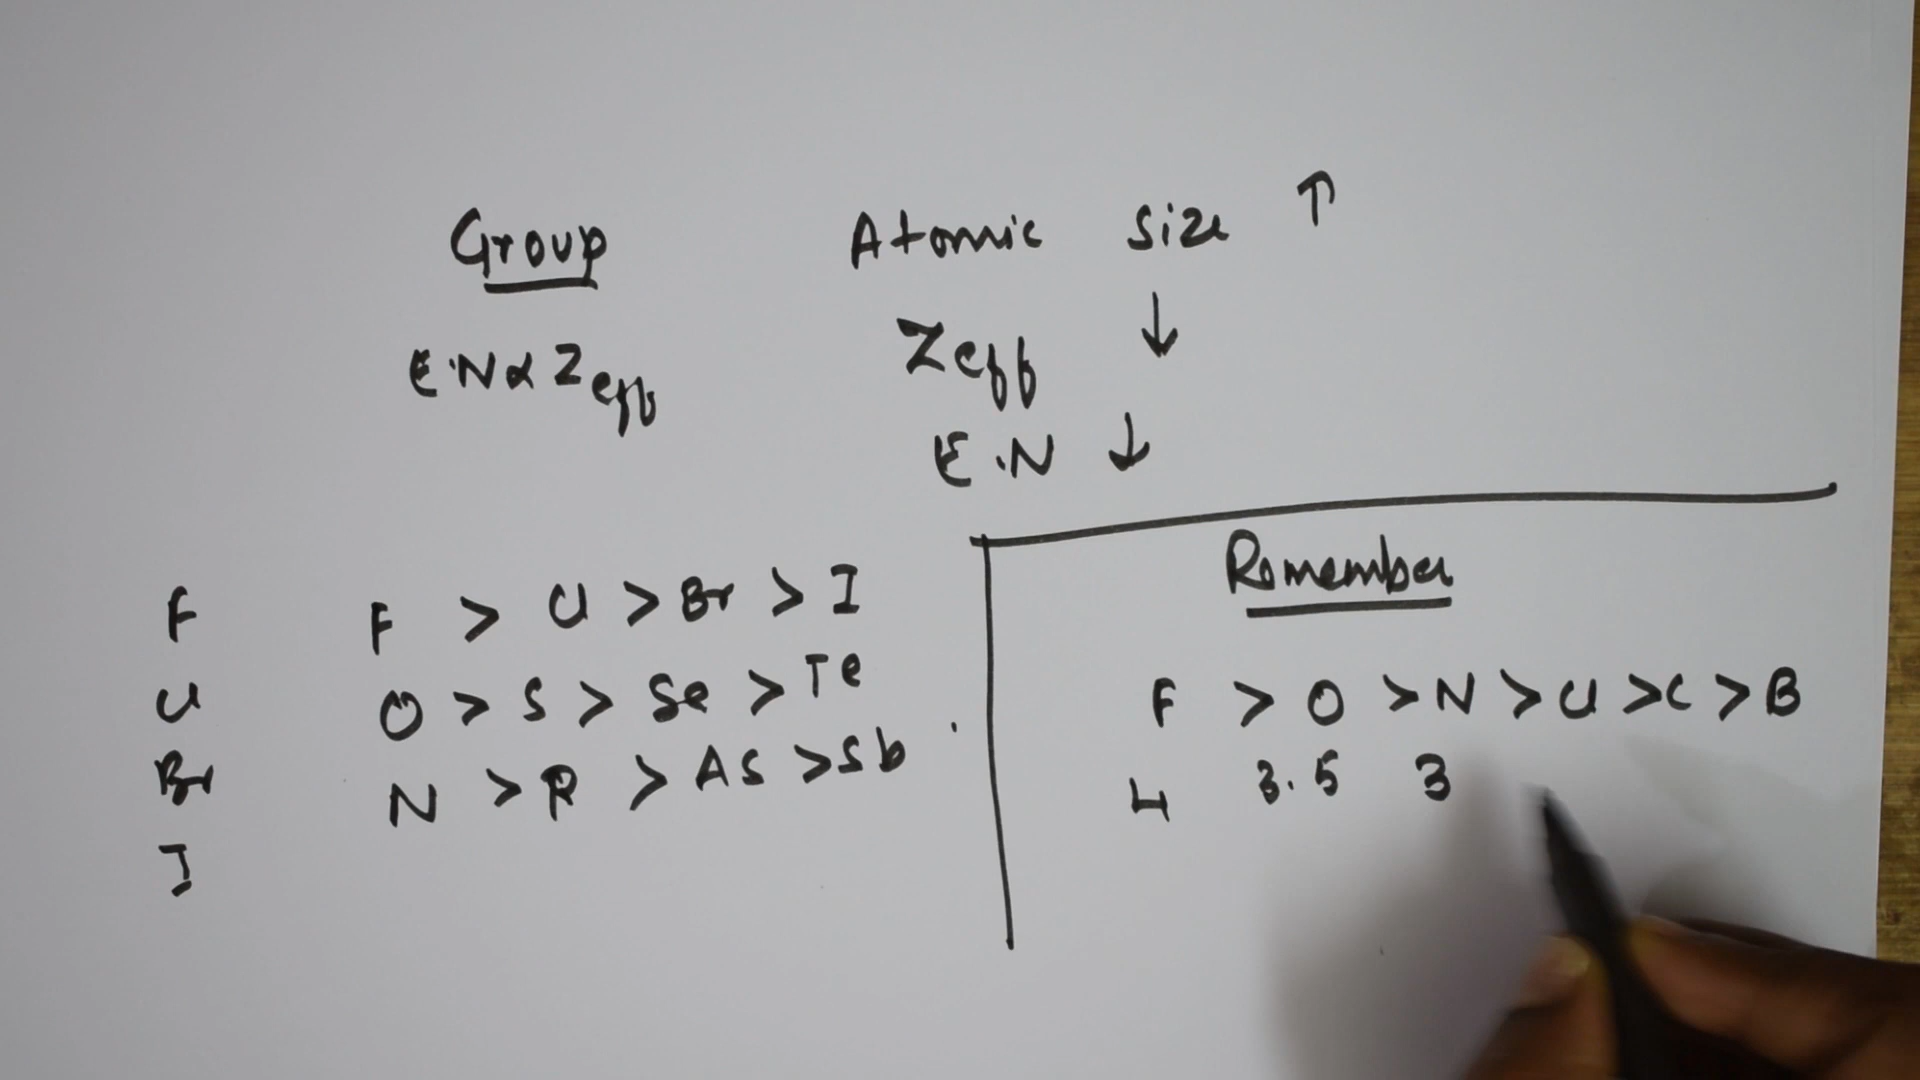 Group
Atomic size ↑
E.N α Zeff
Zeff ↓
E.N ↓
F
Cl
Br
I
F > Cl > Br > I
O > S > Se > Te
N > P > As > Sb
Remember
F > O > N > Cl > C > B
4 3.5 3